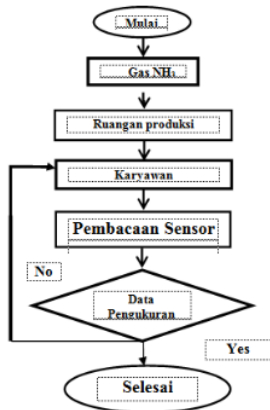 Mulai
Gas NH₃
Ruangan produksi
Karyawan
Pembacaan Sensor
No
Data
Pengukuran
Yes
Selesai